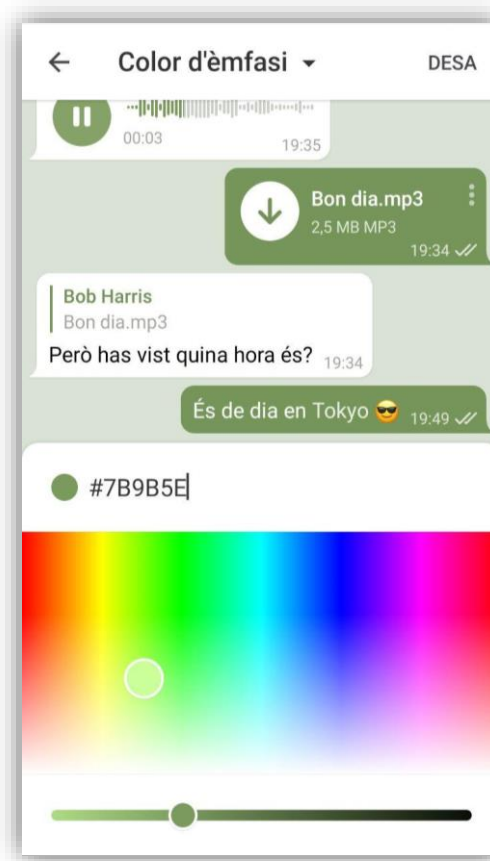 Color d'èmfasi
DESA
00:03
19:35
Bon dia.mp3
2,5 MB MP3
19:34
Bob Harris
Bon dia.mp3
Però has vist quina hora és?
19:34
És de dia en Tokyo 😎
19:49
#7B9B5E